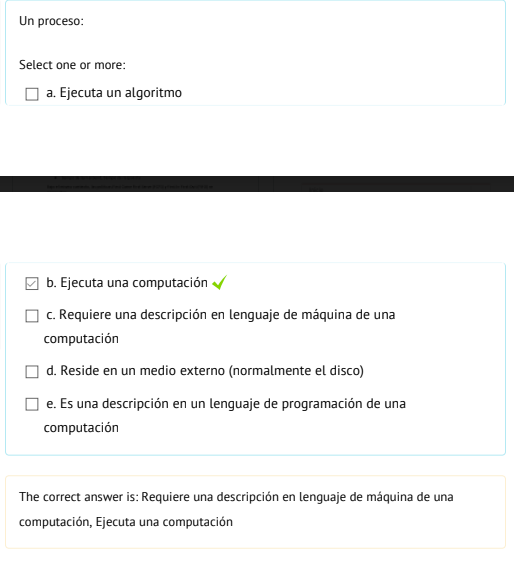 Un proceso:
Select one or more:
a. Ejecuta un algoritmo
b. Ejecuta una computación
c. Requiere una descripción en lenguaje de máquina de una
computación
d. Reside en un medio externo (normalmente el disco)
e. Es una descripción en un lenguaje de programación de una
computación
The correct answer is: Requiere una descripción en lenguaje de máquina de una
computación, Ejecuta una computación